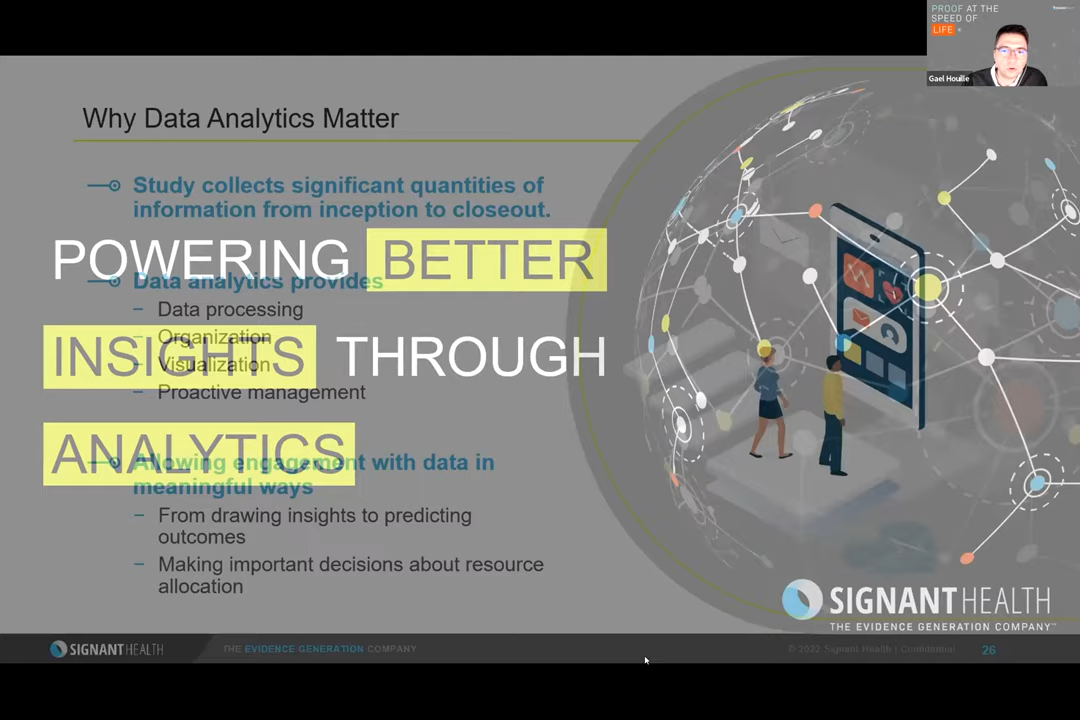 PROOF AT THE
SPEED OF
LIFE
Gael Houille
Why Data Analytics Matter
Study collects significant quantities of
information from inception to closeout.
POWERING BETTER
Data analytics provides
– Data processing
– Organization
INSIGHTS THROUGH
– Visualization
– Proactive management
ANALYTICS
Allowing engagement with data in
meaningful ways
– From drawing insights to predicting
outcomes
– Making important decisions about resource
allocation
SIGNANT HEALTH
THE EVIDENCE GENERATION COMPANY™
SIGNANT HEALTH
THE EVIDENCE GENERATION COMPANY
© 2022 Signant Health | Confidential
26